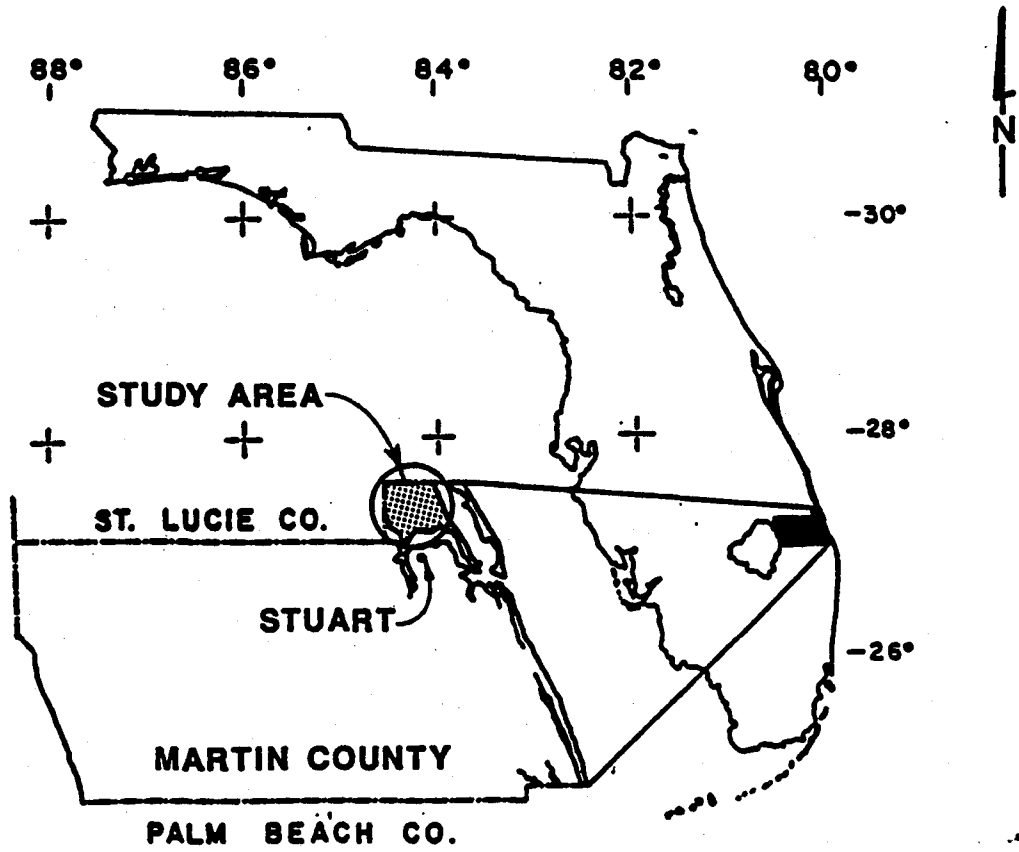 88° 86° 84° 82° 80°
N
-30°
STUDY AREA
-28°
ST. LUCIE CO.
STUART
-26°
MARTIN COUNTY
PALM BEACH CO.